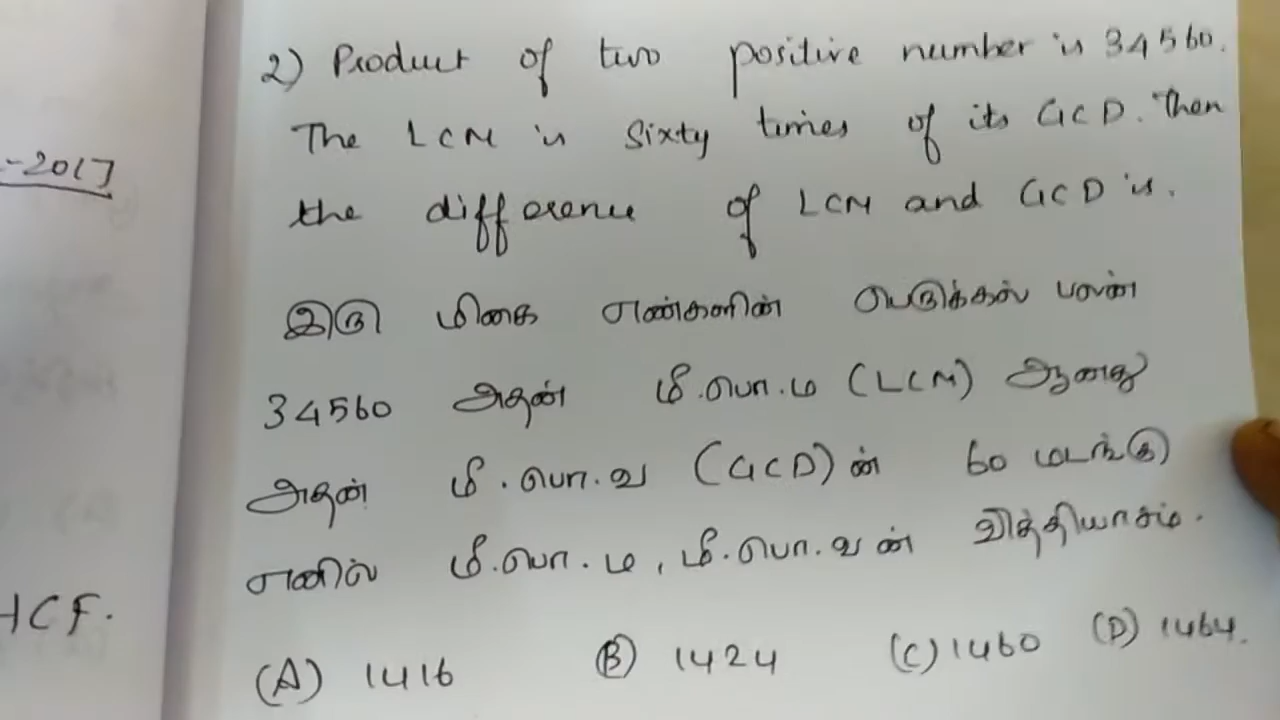 -2017
HCF.
2) Product of two positive number is 34560.
The LCM is Sixty times of its GCD. Then
the difference of LCM and GCD is.
இரு மிகை எண்களின் பெருக்கல் பலன்
34560 அதன் மீ.பொ.ம (LCM) ஆனது
அதன் மீ.பொ.வ (GCD) ன் 60 மடங்கு
எனில் மீ.பொ.ம, மீ.பொ.வ ன் வித்தியாசம்.
(A) 1416 (B) 1424 (C) 1460 (D) 1464.